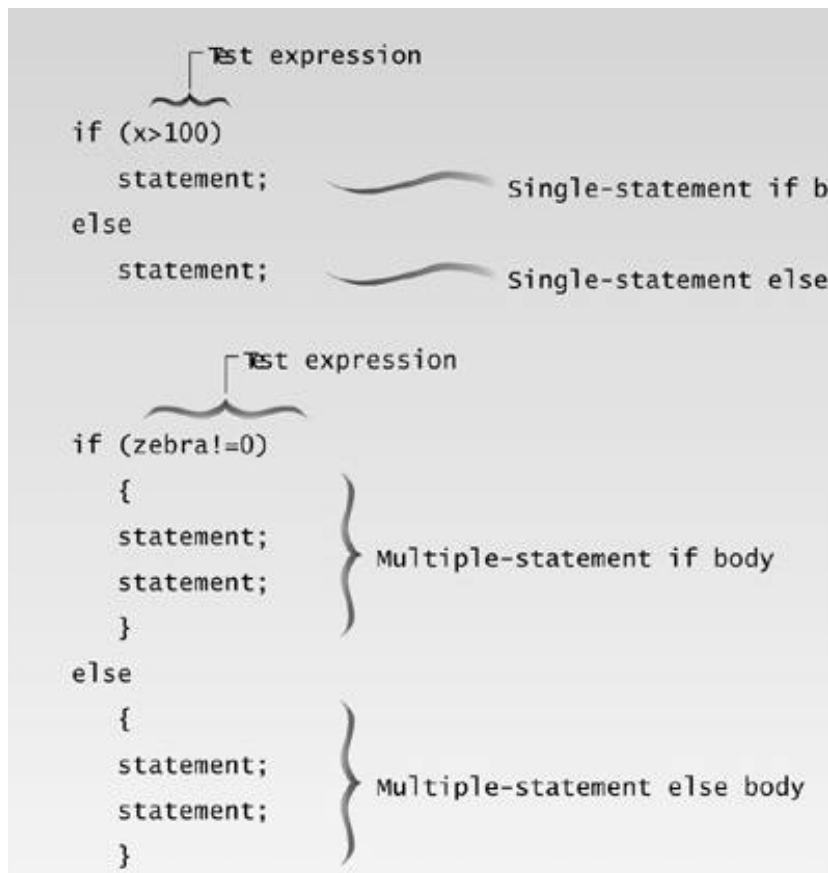 Test expression
if (x>100)
statement; Single-statement if b
else
statement; Single-statement else
Test expression
if (zebra!=0)
{
statement;
statement;
} Multiple-statement if body
else
{
statement;
statement;
} Multiple-statement else body